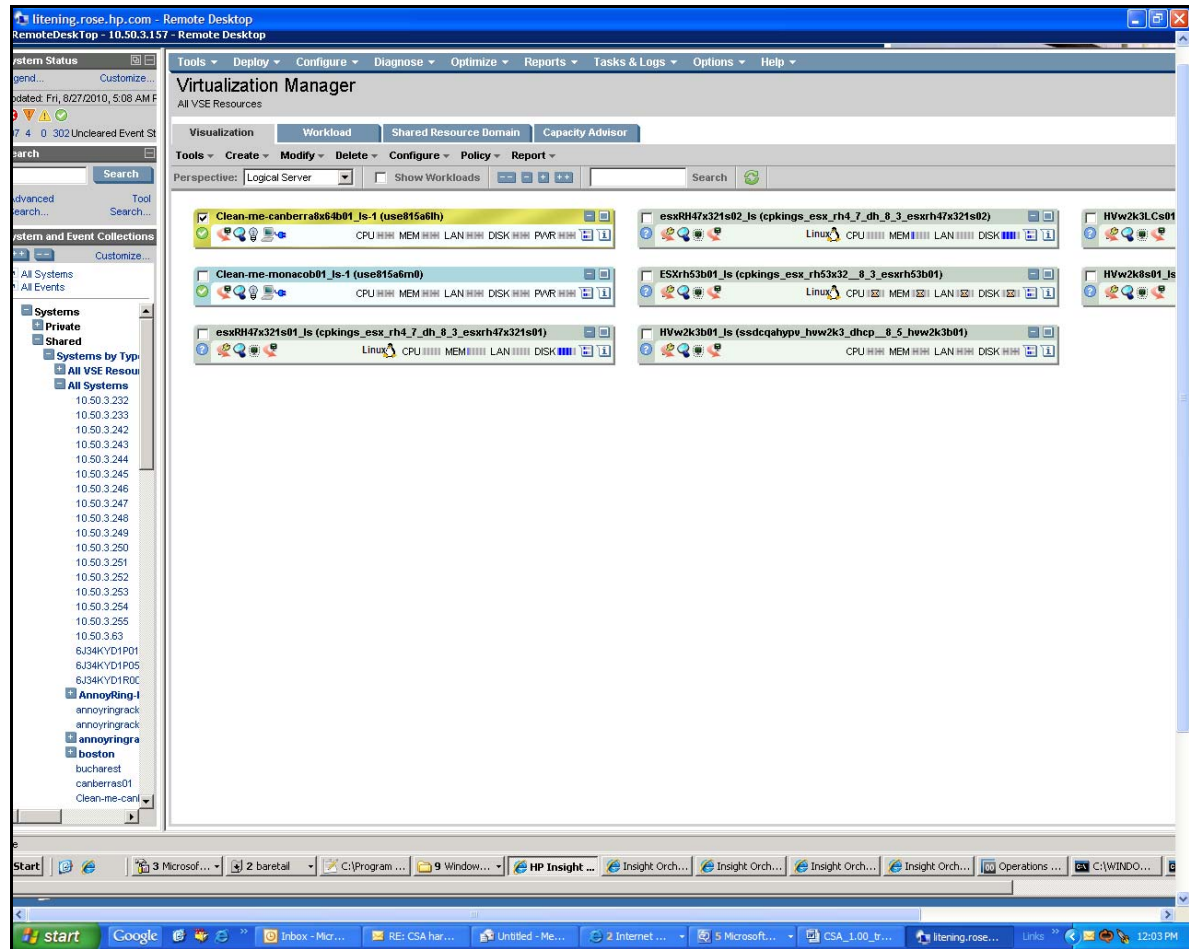 litening.rose.hp.com - Remote Desktop
RemoteDeskTop - 10.50.3.157 - Remote Desktop
ystem Status
gend... Customize...
pdated: Fri, 8/27/2010, 5:08 AM F
7 4 0 302 Uncleared Event St
earch
Search
dvanced Tool
earch... Search...
ystem and Event Collections
Customize...
All Systems
All Events
Systems
Private
Shared
Systems by Typ
All VSE Resou
All Systems
10.50.3.232
10.50.3.233
10.50.3.242
10.50.3.243
10.50.3.244
10.50.3.245
10.50.3.246
10.50.3.247
10.50.3.248
10.50.3.249
10.50.3.250
10.50.3.251
10.50.3.252
10.50.3.253
10.50.3.254
10.50.3.255
10.50.3.63
6J34KYD1P01
6J34KYD1P05
6J34KYD1R00
AnnoyRing-I
annoyringrack
annoyringrack
annoyringra
boston
bucharest
canberras01
Clean-me-canl
Tools Deploy Configure Diagnose Optimize Reports Tasks & Logs Options Help
Virtualization Manager
All VSE Resources
Visualization Workload Shared Resource Domain Capacity Advisor
Tools Create Modify Delete Configure Policy Report
Perspective: Logical Server Show Workloads Search
Clean-me-canberra8x64b01_ls-1 (use815a6lh)
CPU MEM LAN DISK PWR
esxRH47x321s02_ls (cpkings_esx_rh4_7_dh_8_3_esxrh47x321s02)
Linux CPU MEM LAN DISK
HVw2k3LCs01
Clean-me-monacob01_ls-1 (use815a6rn0)
CPU MEM LAN DISK PWR
ESXrh53b01_ls (cpkings_esx_rh53x32__8_3_esxrh53b01)
Linux CPU MEM LAN DISK
HVw2k8s01_ls
esxRH47x321s01_ls (cpkings_esx_rh4_7_dh_8_3_esxrh47x321s01)
Linux CPU MEM LAN DISK
HVw2k3b01_ls (ssdcqahypv_hvw2k3_dhcp__8_5_hvw2k3b01)
CPU MEM LAN DISK
Start 3 Microsof... 2 baretail C:\Program ... 9 Window... HP Insight ... Insight Orch... Insight Orch... Insight Orch... Insight Orch... Operations ... C:\WINDO...
start Google Inbox - Micr... RE: CSA har... Untitled - Me... 2 Internet ... 5 Microsoft... CSA_1.00_tr... litening.rose... Links 12:03 PM